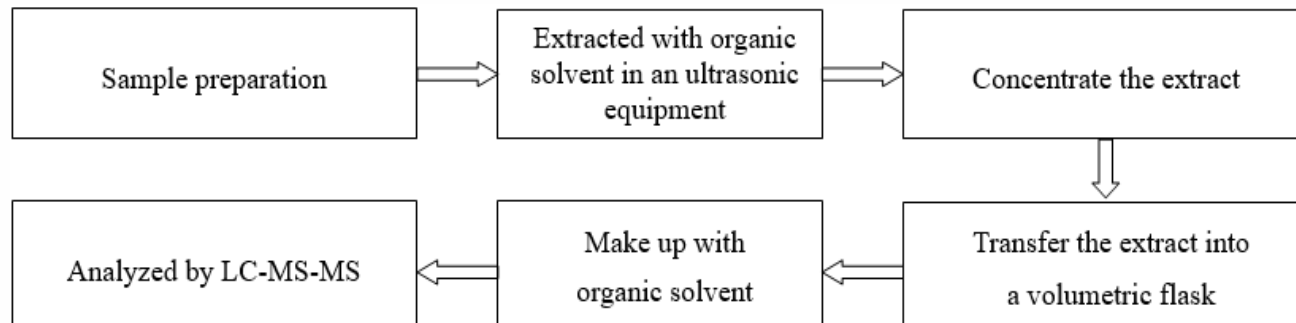 Sample preparation
Extracted with organic
solvent in an ultrasonic
equipment
Concentrate the extract
Transfer the extract into
a volumetric flask
Make up with
organic solvent
Analyzed by LC-MS-MS